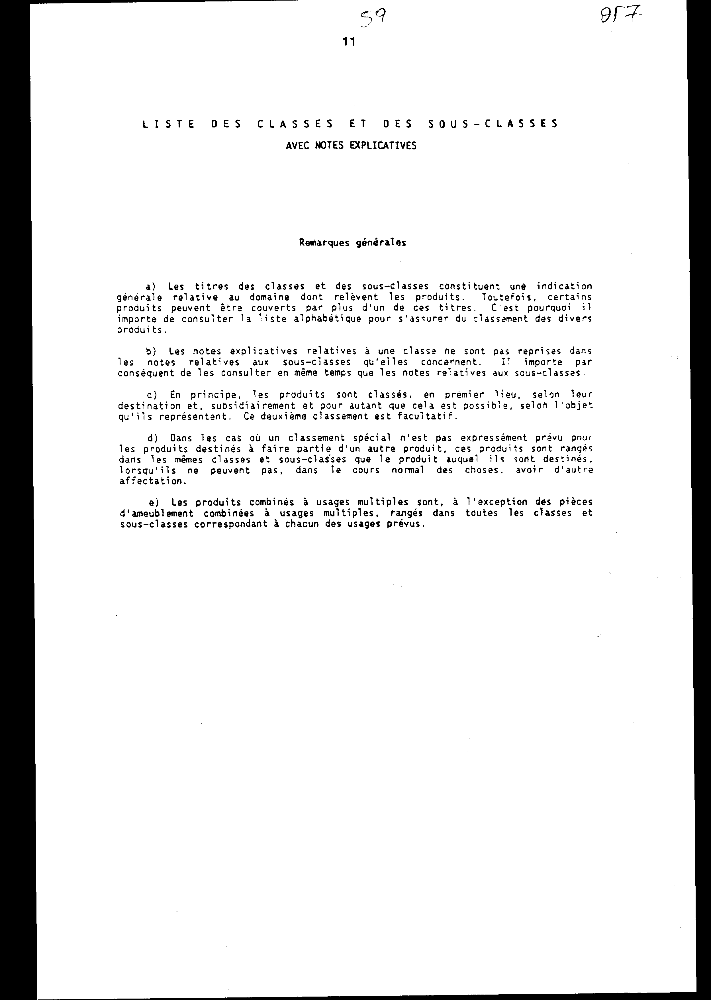 59
11
LISTE DES CLASSES ET DES SOUS-CLASSES
AVEC NOTES EXPLICATIVES
Remarques générales
a) Les titres des classes et des sous-classes constituent une indication
générale relative au domaine dont relèvent les produits. Toutefois, certains
produits peuvent être couverts par plus d'un de ces titres. C'est pourquoi il
importe de consulter la liste alphabétique pour s'assurer du classement des divers
produits.
b) Les notes explicatives relatives à une classe ne sont pas reprises dans
les notes relatives aux sous-classes qu'elles concernent. Il importe par
conséquent de les consulter en même temps que les notes relatives aux sous-classes.
c) En principe, les produits sont classés, en premier lieu, selon leur
destination et, subsidiairement et pour autant que cela est possible, selon l'objet
qu'ils représentent. Ce deuxième classement est facultatif.
d) Dans les cas où un classement spécial n'est pas expressément prévu pour
les produits destinés à faire partie d'un autre produit, ces produits sont rangés
dans les mêmes classes et sous-classes que le produit auquel ils sont destinés,
lorsqu'ils ne peuvent pas, dans le cours normal des choses, avoir d'autre
affectation.
e) Les produits combinés à usages multiples sont, à l'exception des pièces
d'ameublement combinées à usages multiples, rangés dans toutes les classes et
sous-classes correspondant à chacun des usages prévus.